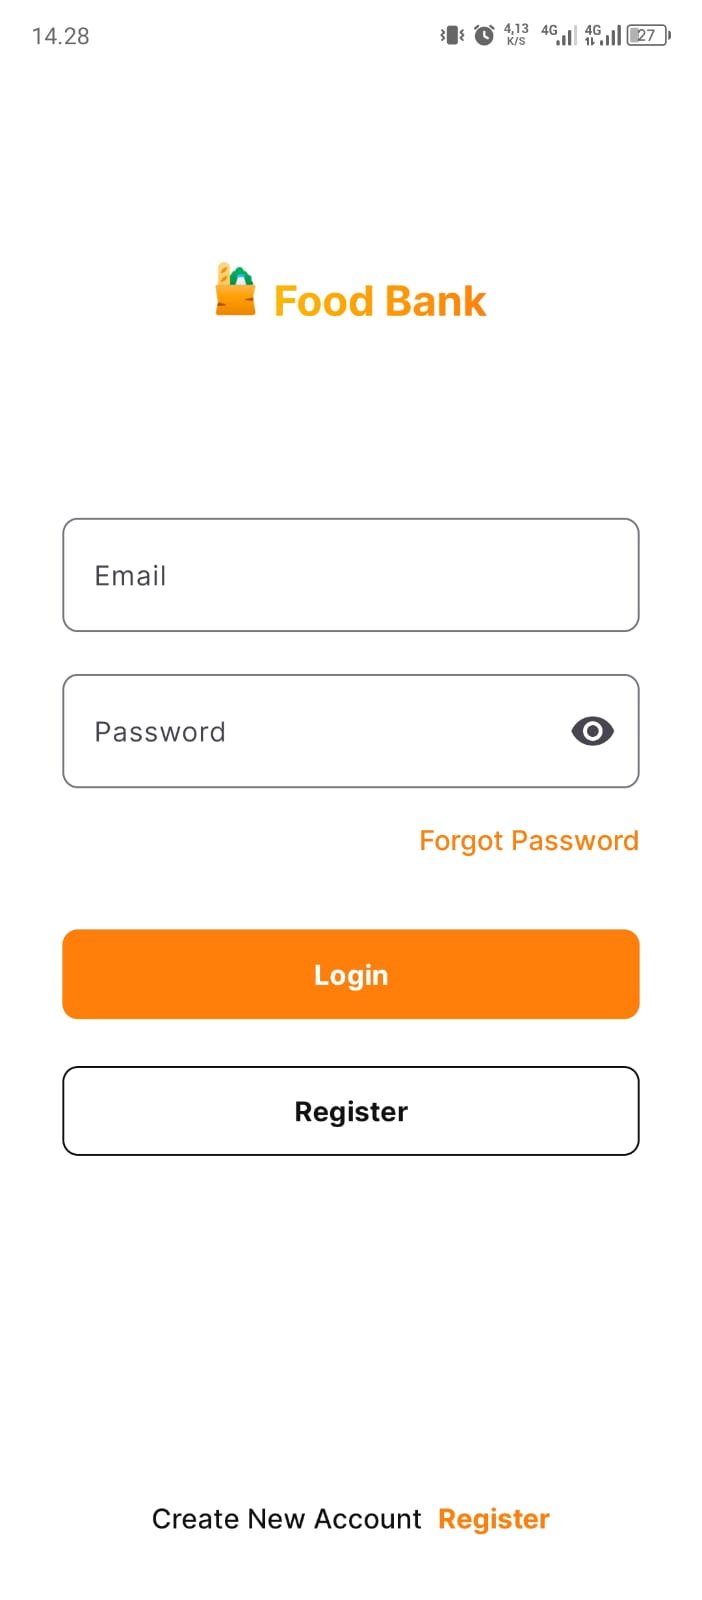 14.28 4,13 K/S 4G 4G 27
Food Bank
Email
Password
Forgot Password
Login
Register
Create New Account Register